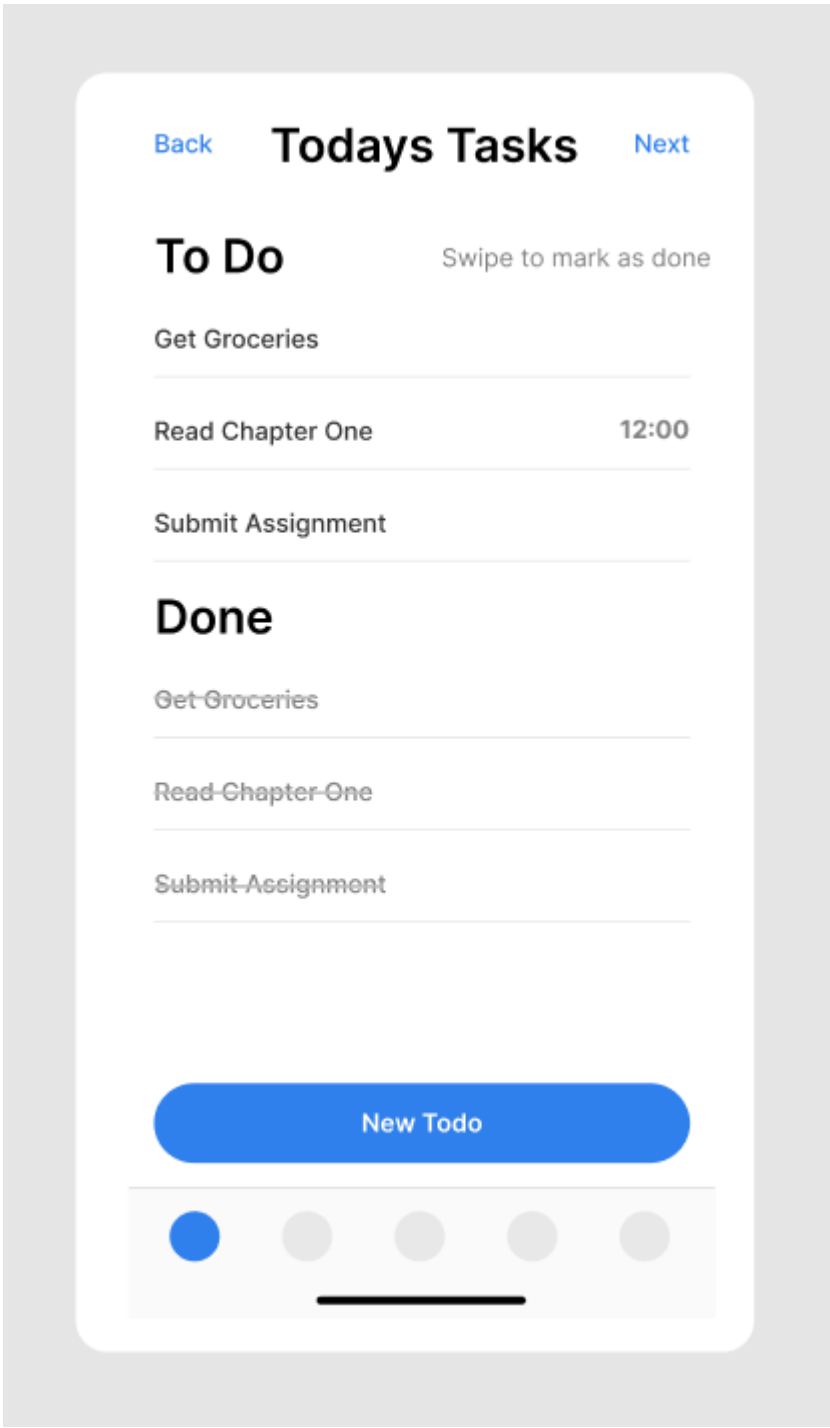 Back Todays Tasks Next
To Do Swipe to mark as done
Get Groceries
Read Chapter One 12:00
Submit Assignment
Done
Get Groceries
Read Chapter One
Submit Assignment
New Todo